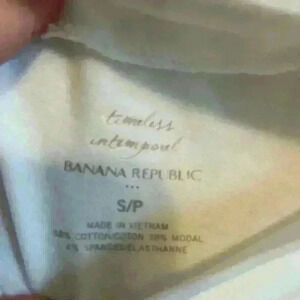 timeless
intemporel
BANANA REPUBLIC
S/P
MADE IN VIETNAM
58% COTTON/COTON 38% MODAL
4% SPANDEX/ELASTHANNE